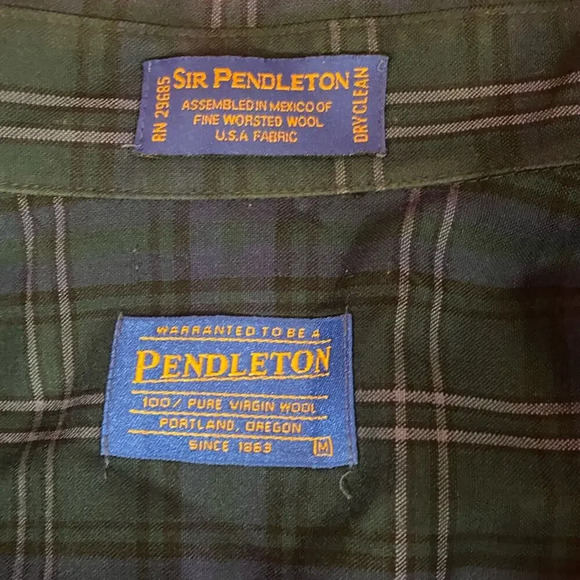 RN 29685
SIR PENDLETON
ASSEMBLED IN MEXICO OF
FINE WORSTED WOOL
U.S.A FABRIC
DRY CLEAN
WARRANTED TO BE A
PENDLETON
100% PURE VIRGIN WOOL
PORTLAND, OREGON
SINCE 1863 M